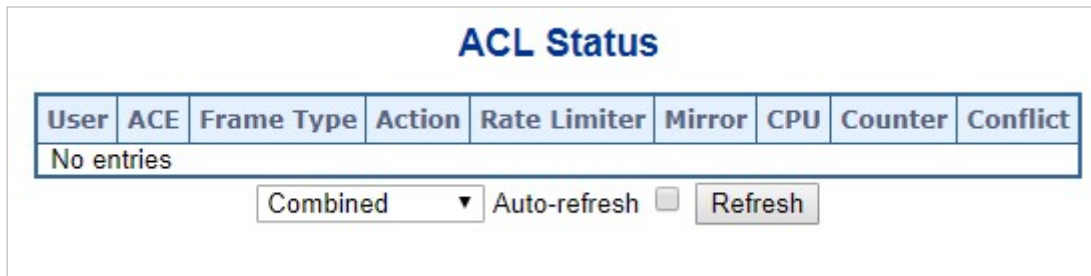 ACL Status
User ACE Frame Type Action Rate Limiter Mirror CPU Counter Conflict
No entries
Combined Auto-refresh Refresh